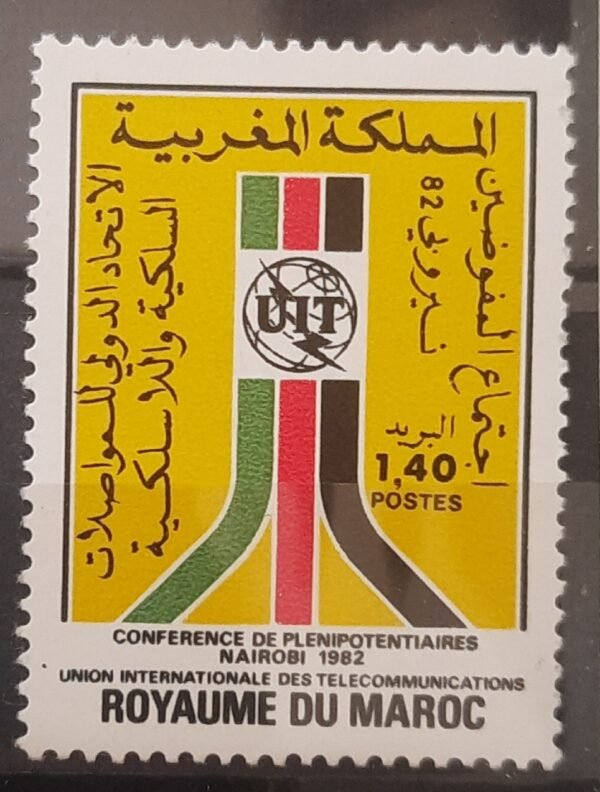 المملكة المغربية
اجتماع المفوضين
نيروبي 82
الاتحاد الدولي للمواصلات
السلكية واللاسلكية
UIT
البريد
1,40
POSTES
CONFERENCE DE PLENIPOTENTIAIRES
NAIROBI 1982
UNION INTERNATIONALE DES TELECOMMUNICATIONS
ROYAUME DU MAROC